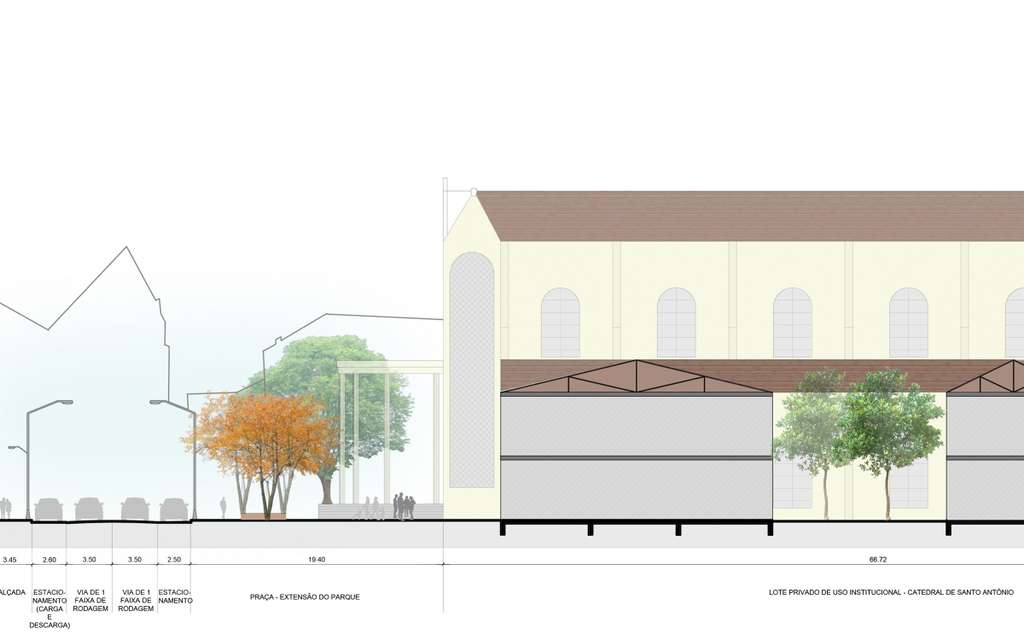 3.45 2.60 3.50 3.50 2.50 19.40 66.72
ALÇADA
ESTACIO-
NAMENTO
(CARGA
E
DESCARGA)
VIA DE 1
FAIXA DE
RODAGEM
VIA DE 1
FAIXA DE
RODAGEM
ESTACIO-
NAMENTO
PRAÇA - EXTENSÃO DO PARQUE
LOTE PRIVADO DE USO INSTITUCIONAL - CATEDRAL DE SANTO ANTÔNIO